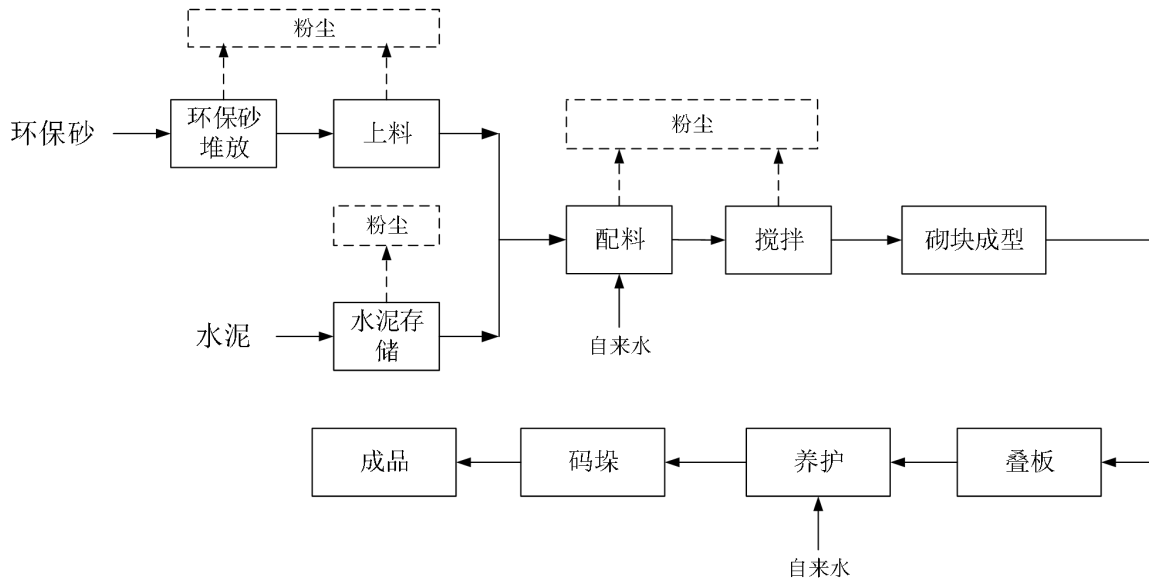 粉尘
环保砂
环保砂
堆放
上料
粉尘
粉尘
水泥
水泥存
储
配料
搅拌
砌块成型
自来水
成品
码垛
养护
叠板
自来水